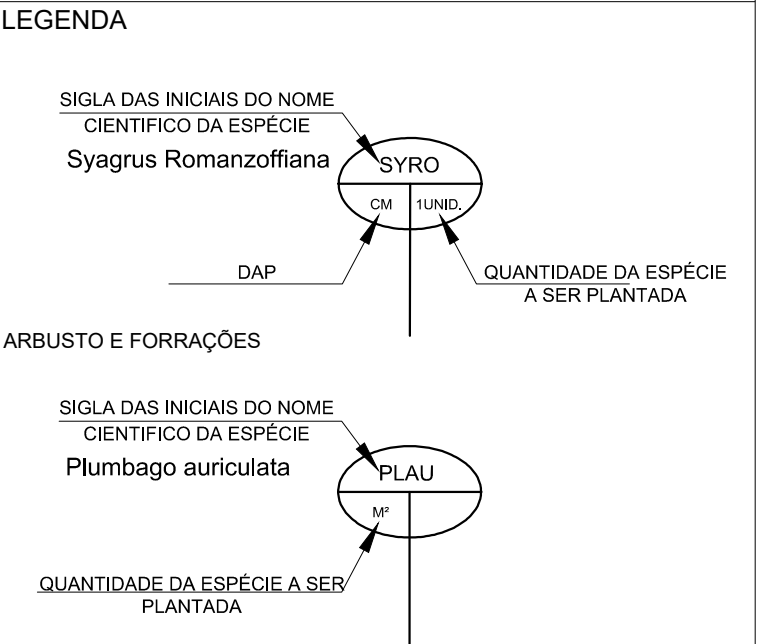 LEGENDA
SIGLA DAS INICIAIS DO NOME
CIENTIFICO DA ESPÉCIE
Syagrus Romanzoffiana
SYRO
CM
1UNID.
DAP
QUANTIDADE DA ESPÉCIE
A SER PLANTADA
ARBUSTO E FORRAÇÕES
SIGLA DAS INICIAIS DO NOME
CIENTIFICO DA ESPÉCIE
Plumbago auriculata
PLAU
M²
QUANTIDADE DA ESPÉCIE A SER
PLANTADA